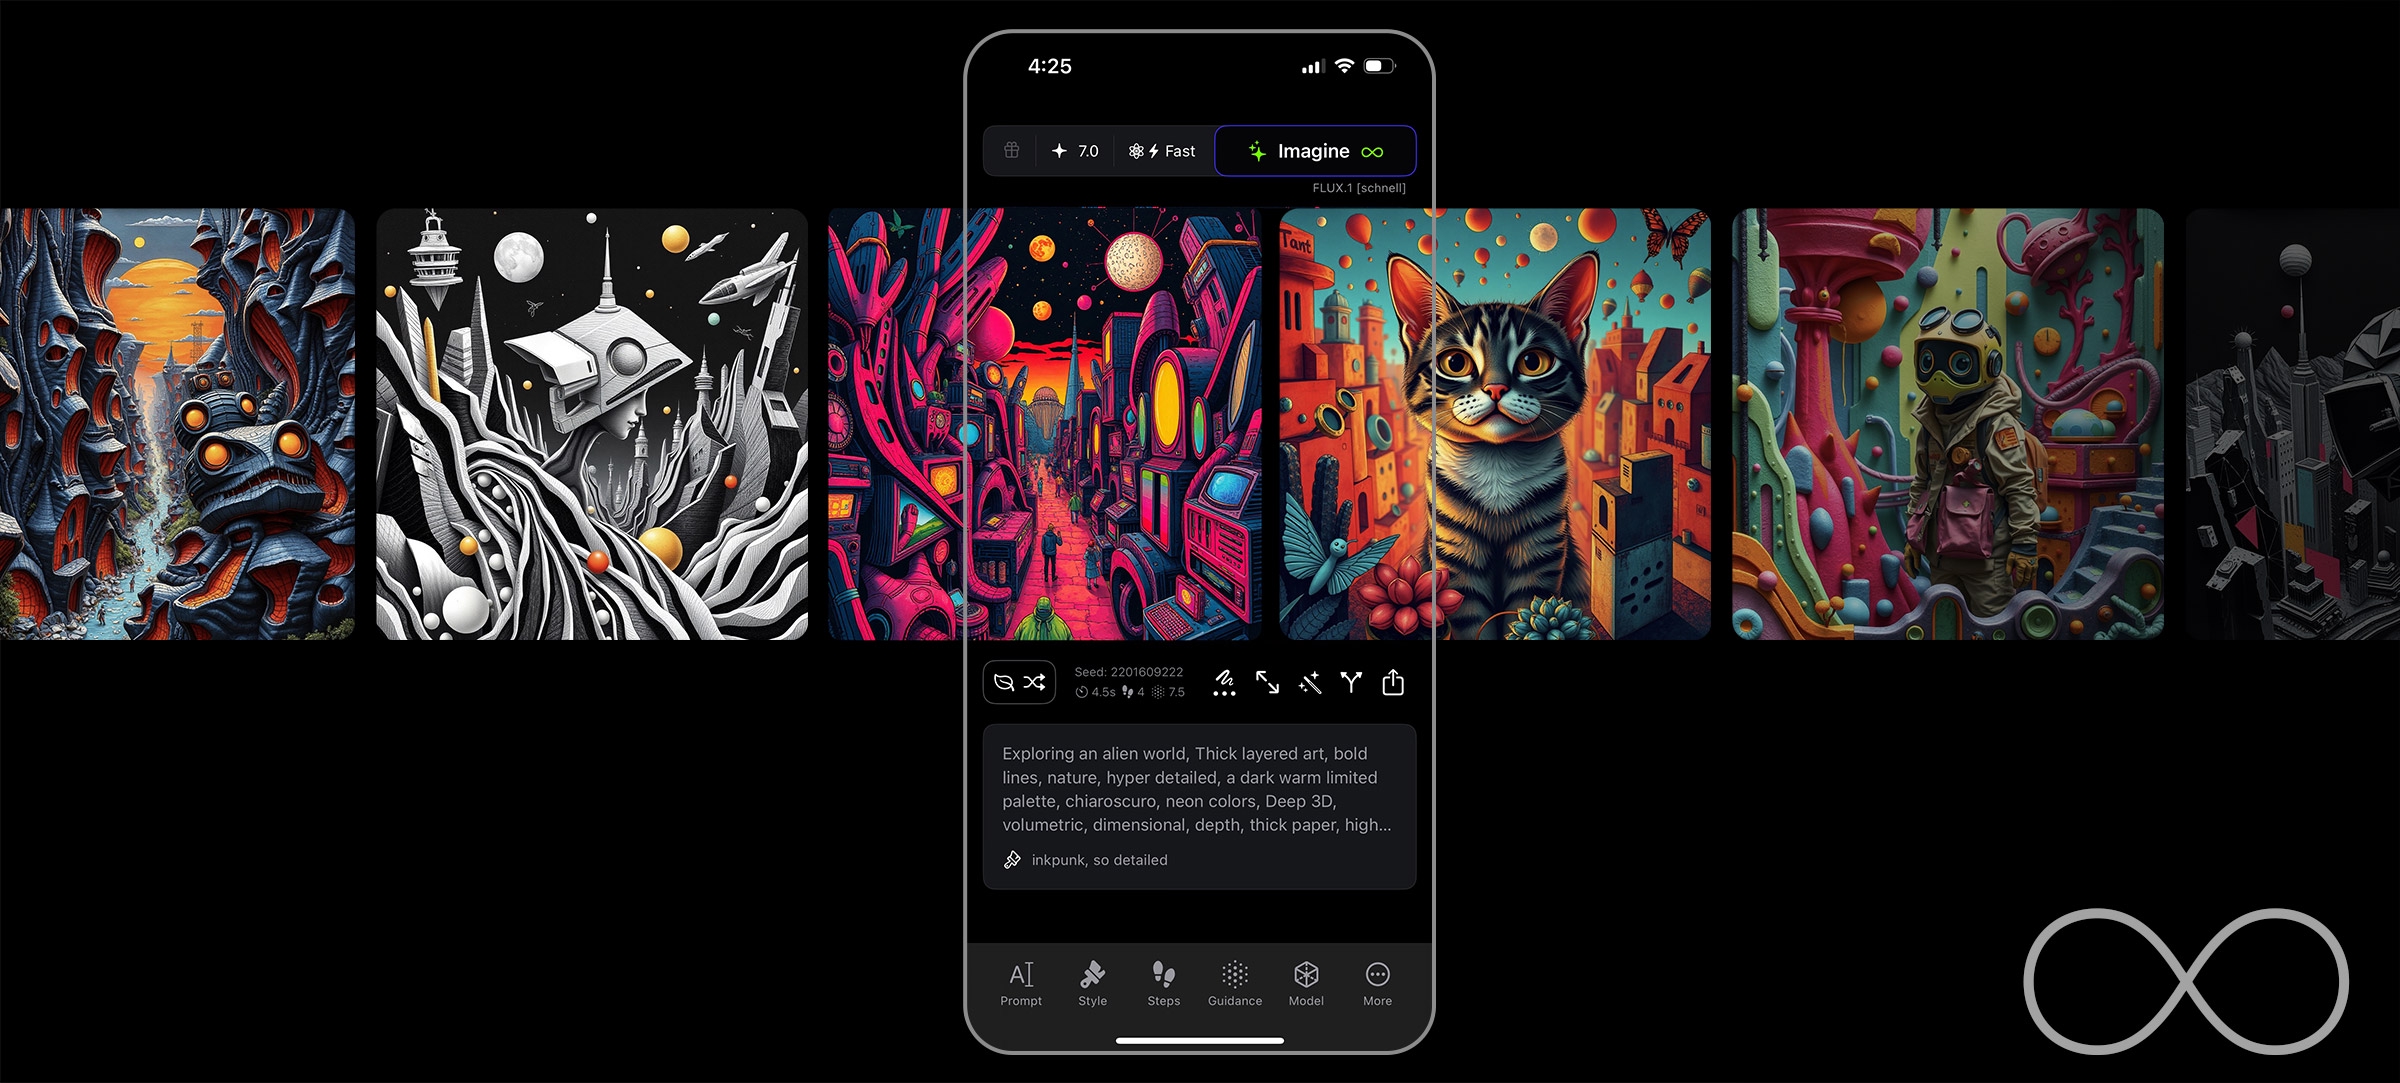 4:25
7.0
Fast
Imagine
FLUX.1 [schnell]
Tant
Seed: 2201609222
4.5s 4 7.5
Exploring an alien world, Thick layered art, bold
lines, nature, hyper detailed, a dark warm limited
palette, chiaroscuro, neon colors, Deep 3D,
volumetric, dimensional, depth, thick paper, high...
inkpunk, so detailed
Prompt
Style
Steps
Guidance
Model
More